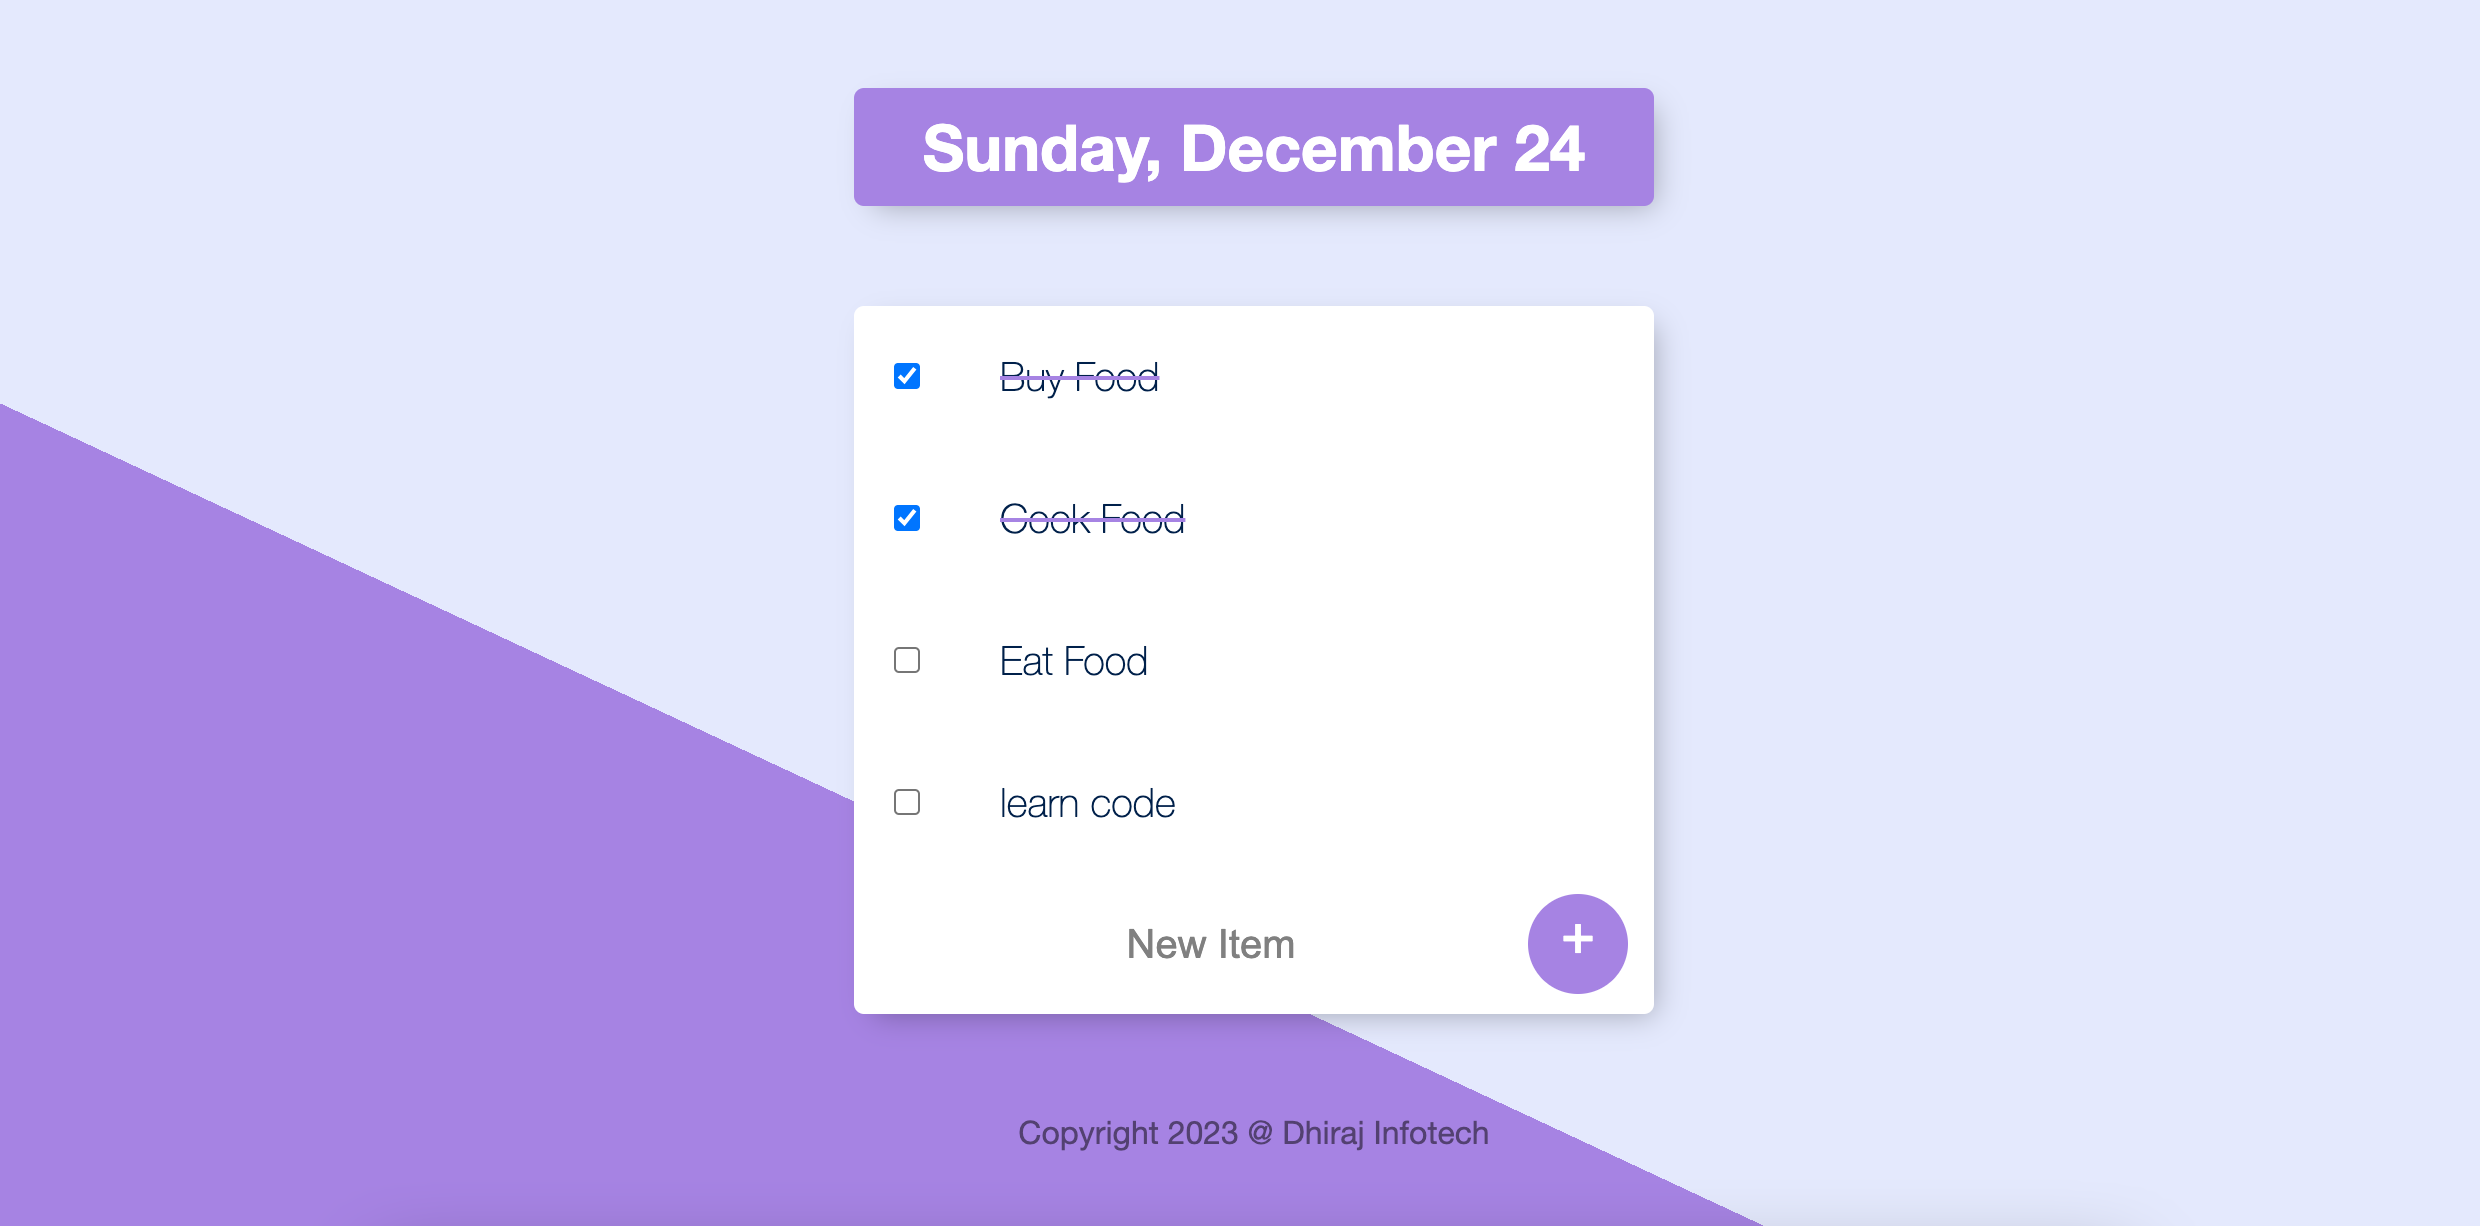 Sunday, December 24
Buy Food
Cook Food
Eat Food
learn code
New Item
+
Copyright 2023 @ Dhiraj Infotech